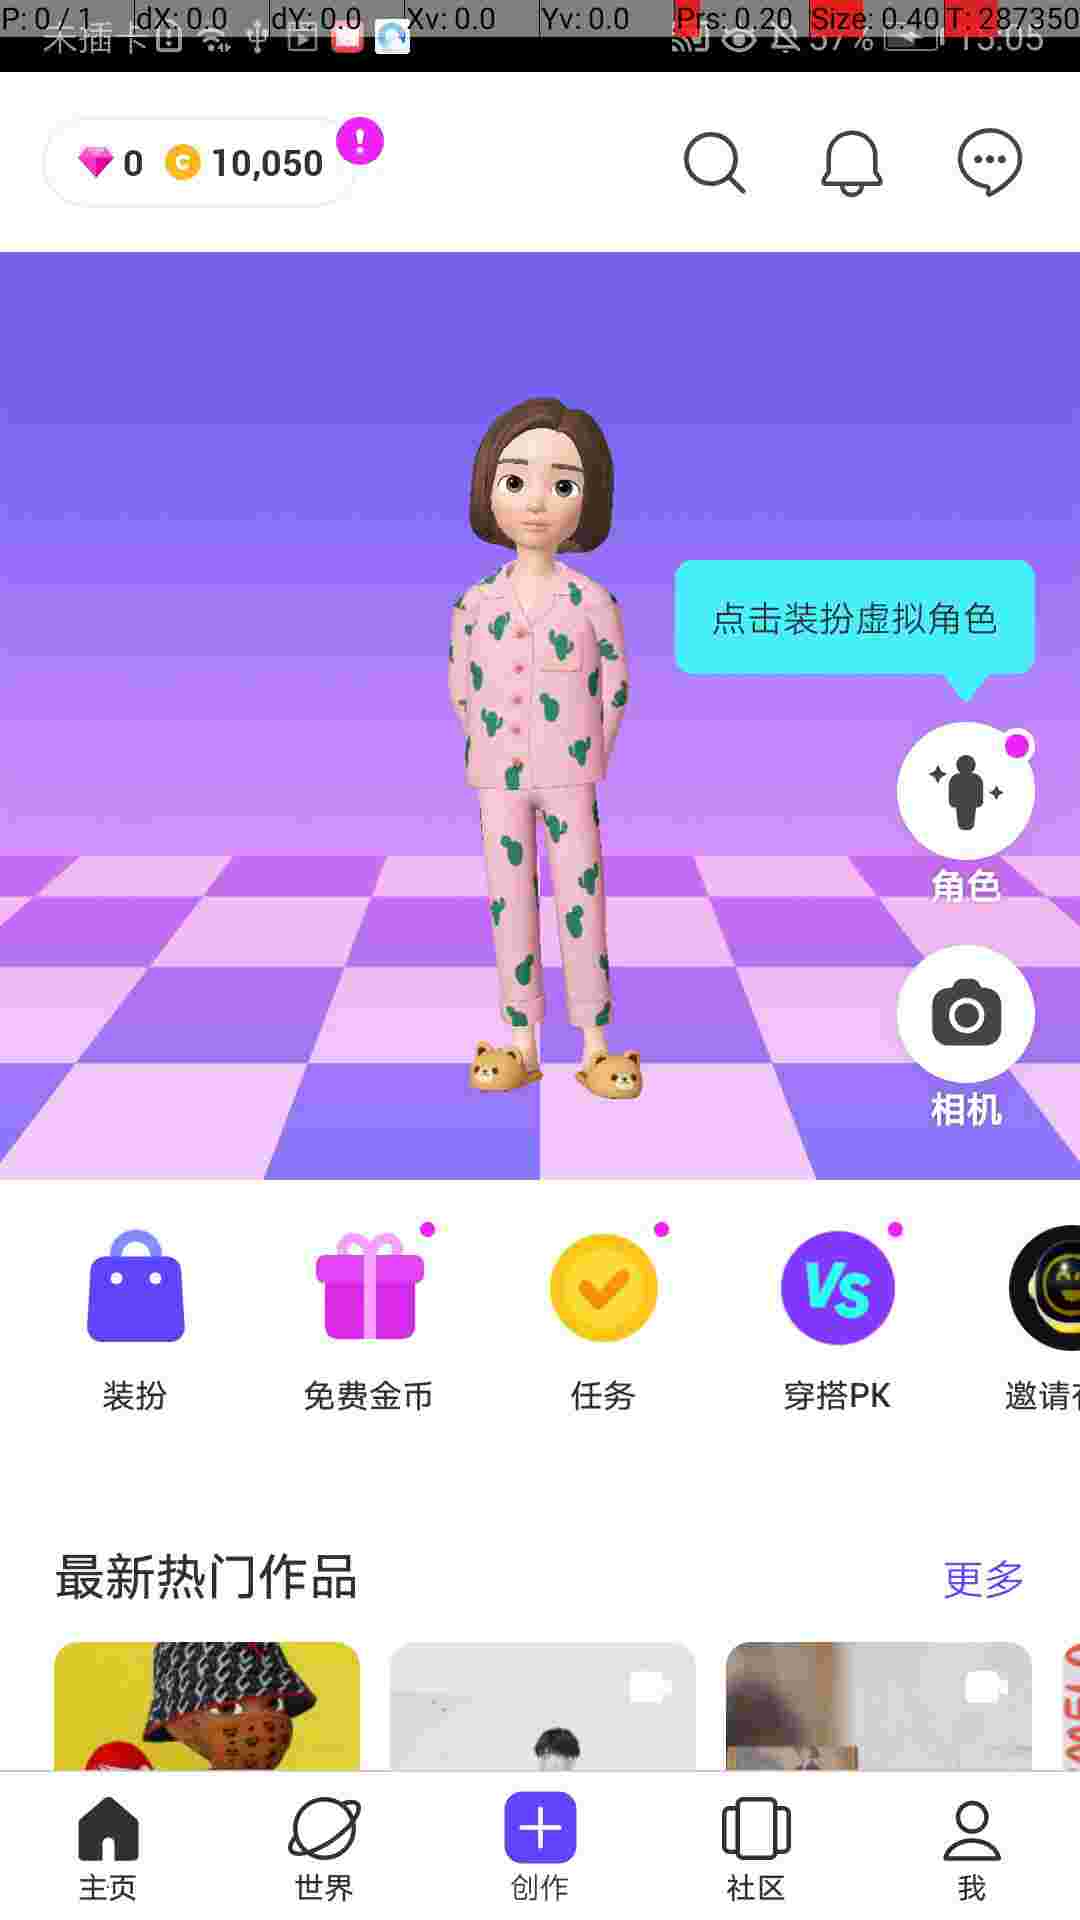 P: 0 / 1 dX: 0.0 dY: 0.0 Xv: 0.0 Yv: 0.0 Prs: 0.20 Size: 0.40 T: 287350
未插卡 57% 15:05
0 10,050
点击装扮虚拟角色
角色
相机
VS
装扮 免费金币 任务 穿搭PK 邀请
最新热门作品 更多
主页 世界 创作 社区 我